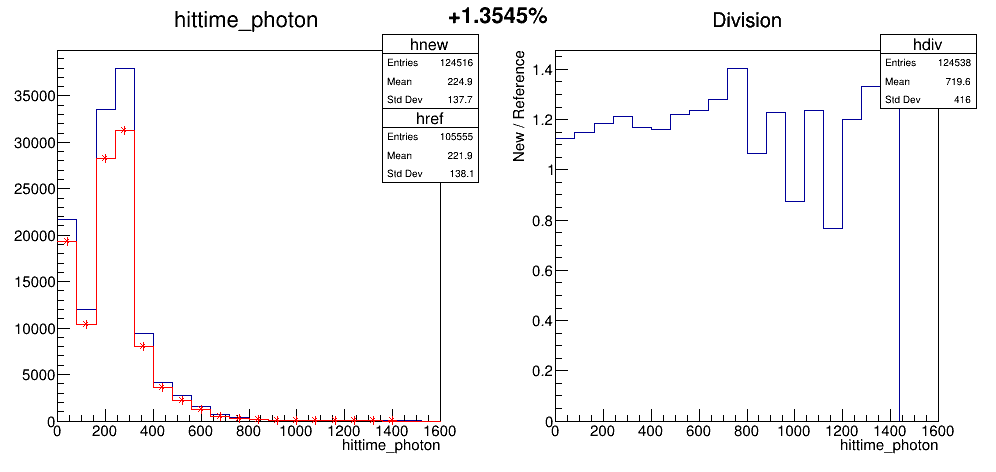 +1.3545%
hittime_photon
hnew
Entries 124516
Mean 224.9
Std Dev 137.7
href
Entries 105555
Mean 221.9
Std Dev 138.1
35000
30000
25000
20000
15000
10000
5000
0
0 200 400 600 800 1000 1200 1400 1600
hittime_photon
Division
hdiv
Entries 124538
Mean 719.6
Std Dev 416
New / Reference
1.4
1.2
1
0.8
0.6
0.4
0.2
0
0 200 400 600 800 1000 1200 1400 1600
hittime_photon